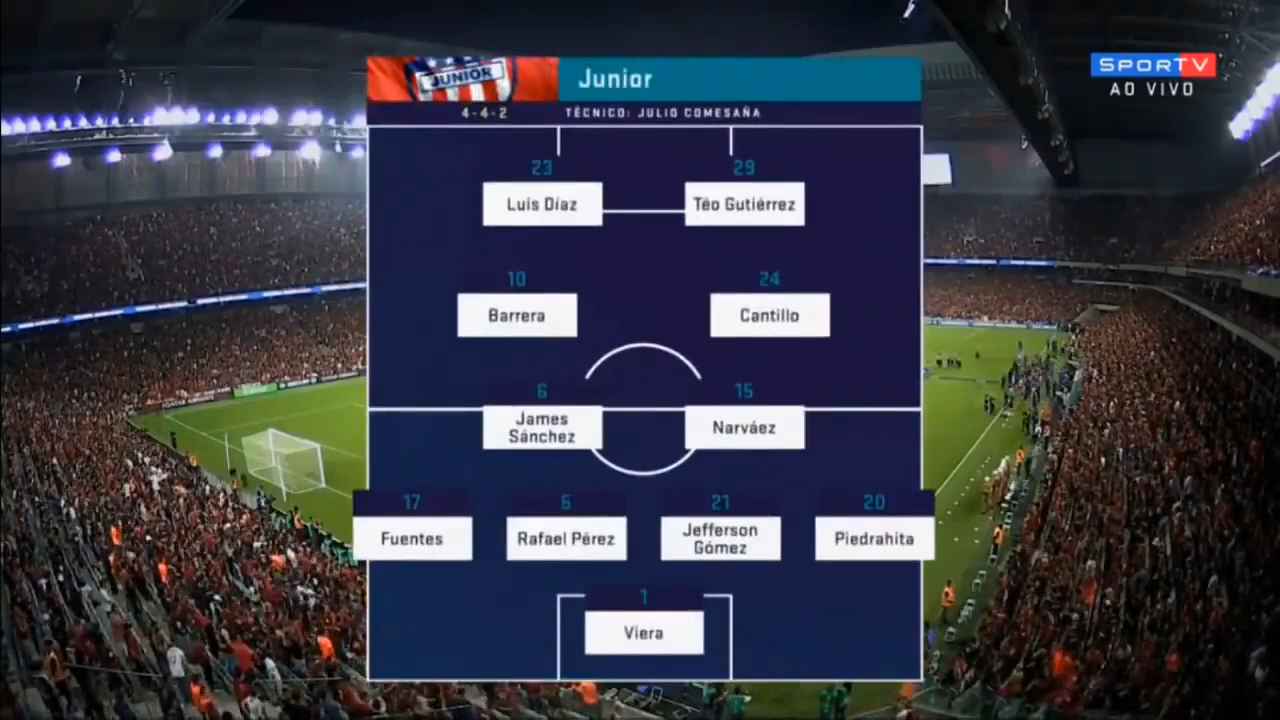 SPORTV
AO VIVO
JUNIOR
Junior
4-4-2
TÉCNICO: JULIO COMESAÑA
23
29
Luis Díaz
Téo Gutiérrez
10
24
Barrera
Cantillo
6
15
James
Sánchez
Narváez
17
5
21
20
Fuentes
Rafael Pérez
Jefferson
Gómez
Piedrahita
1
Viera